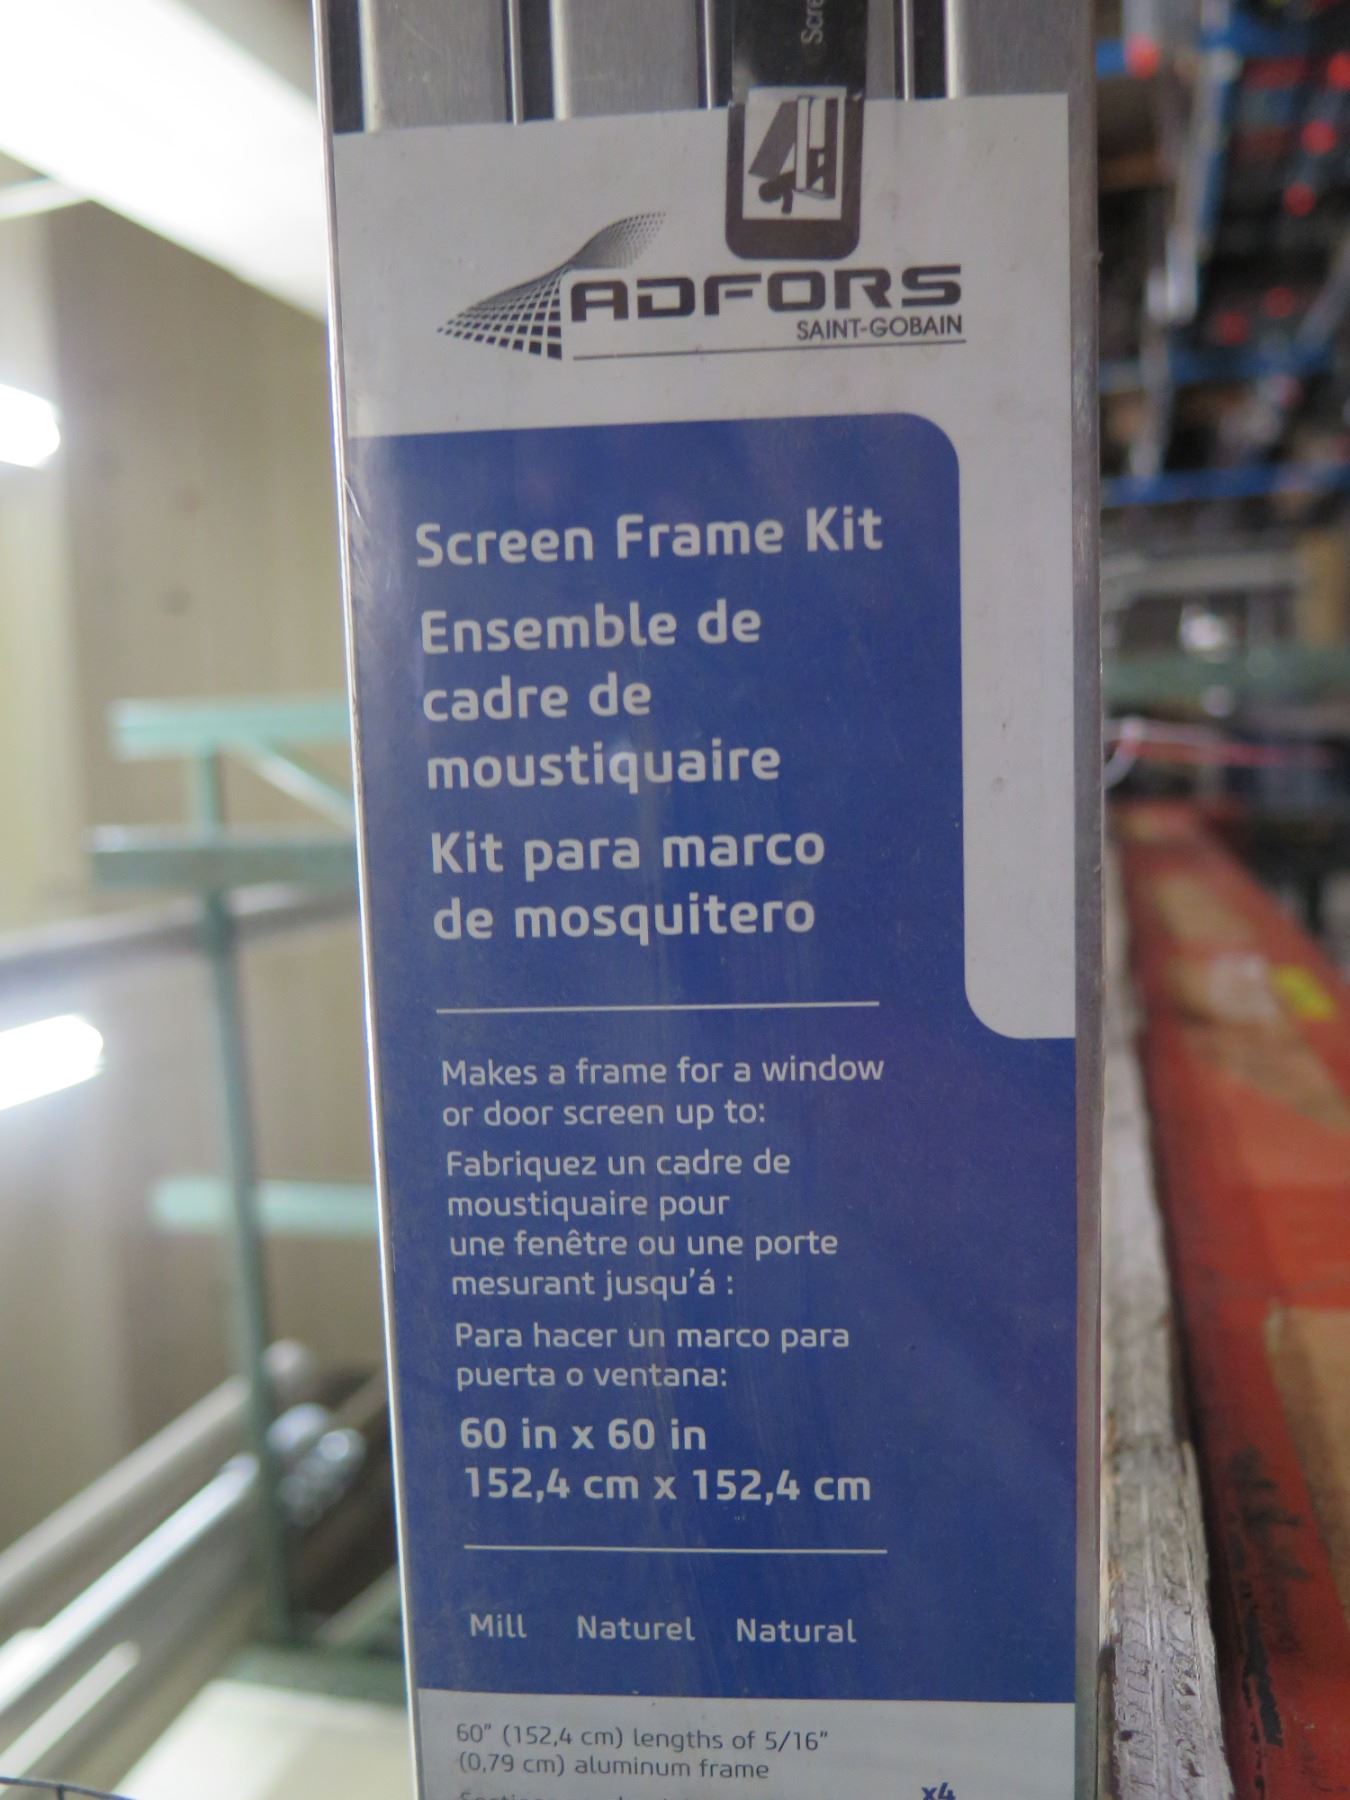 Scre
ADFORS
SAINT-GOBAIN
Screen Frame Kit
Ensemble de
cadre de
moustiquaire
Kit para marco
de mosquitero
Makes a frame for a window
or door screen up to:
Fabriquez un cadre de
moustiquaire pour
une fenêtre ou une porte
mesurant jusqu'á :
Para hacer un marco para
puerta o ventana:
60 in x 60 in
152,4 cm x 152,4 cm
Mill Naturel Natural
60" (152,4 cm) lengths of 5/16"
(0,79 cm) aluminum frame
x4